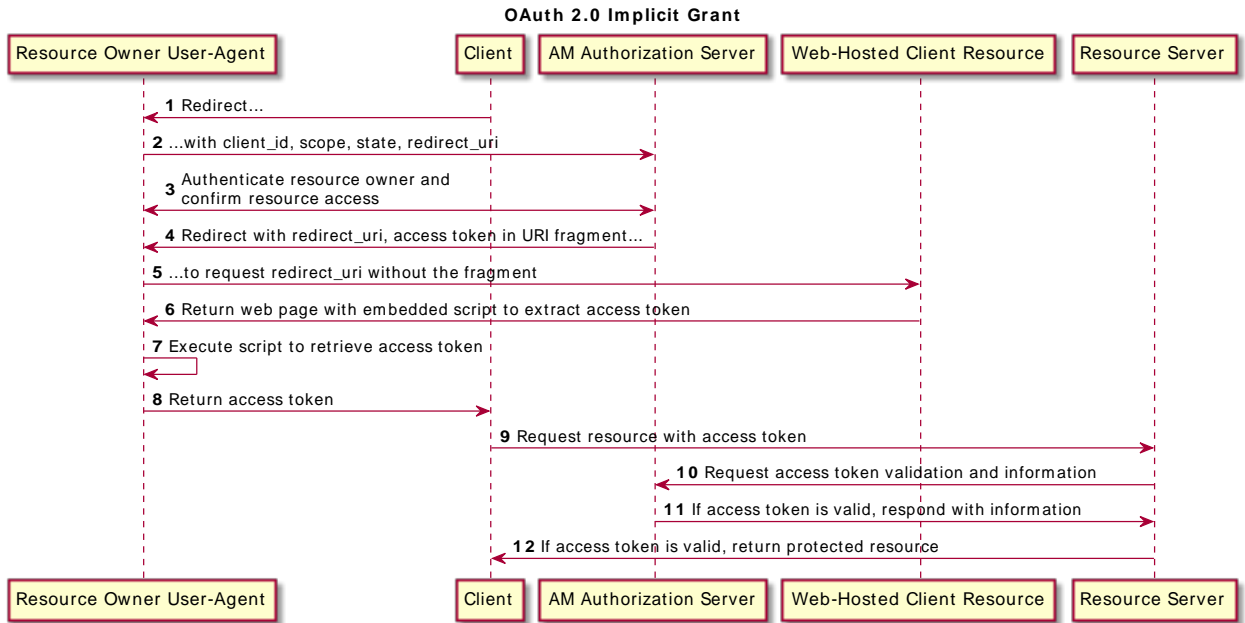 OAuth 2.0 Implicit Grant
Resource Owner User-Agent
Client
AM Authorization Server
Web-Hosted Client Resource
Resource Server
1 Redirect...
2 ...with client_id, scope, state, redirect_uri
3 Authenticate resource owner and
confirm resource access
4 Redirect with redirect_uri, access token in URI fragment...
5 ...to request redirect_uri without the fragment
6 Return web page with embedded script to extract access token
7 Execute script to retrieve access token
8 Return access token
9 Request resource with access token
10 Request access token validation and information
11 If access token is valid, respond with information
12 If access token is valid, return protected resource
Resource Owner User-Agent
Client
AM Authorization Server
Web-Hosted Client Resource
Resource Server